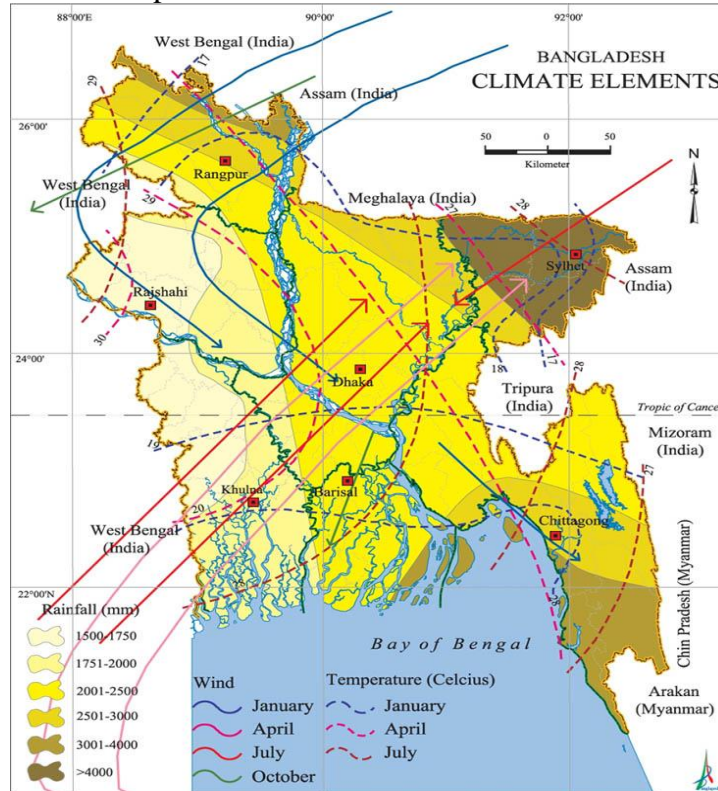 88°00'E
90°00'
92°00'
BANGLADESH
CLIMATE ELEMENTS
West Bengal (India)
17
29
Assam (India)
26°00'
50
0
50
Kilometer
N
Rangpur
West Bengal
(India)
29
Meghalaya (India)
27
28
Sylhet
Assam
(India)
Rajshahi
30
24°00'
18
17
28
Dhaka
Tripura
(India)
Tropic of Cance
Mizoram
(India)
19
27
Khulna
20
Barisal
West Bengal
(India)
Chittagong
28
22°00'
Chin Pradesh (Myanmar)
Rainfall (mm)
1500-1750
1751-2000
2001-2500
2501-3000
3001-4000
>4000
Bay of Bengal
Arakan
(Myanmar)
Wind
January
April
July
October
Temperature (Celcius)
January
April
July